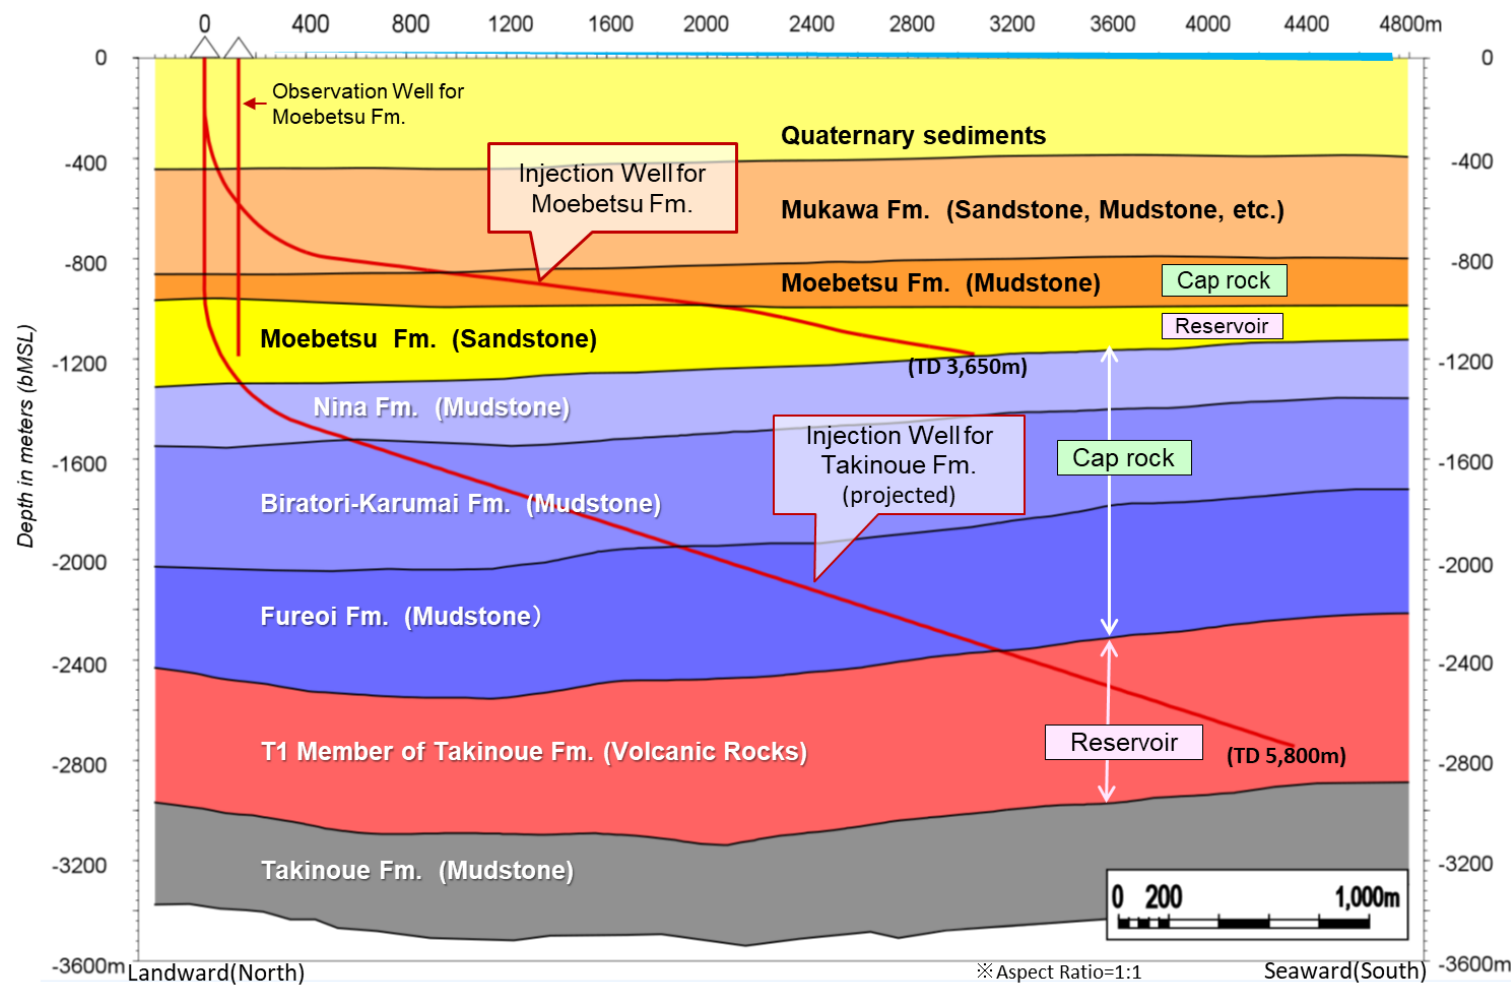 0 400 800 1200 1600 2000 2400 2800 3200 3600 4000 4400 4800m
0
-400
-800
-1200
-1600
-2000
-2400
-2800
-3200
-3600m
Depth in meters (bMSL)
Observation Well for
Moebetsu Fm.
Quaternary sediments
Injection Well for
Moebetsu Fm.
Mukawa Fm. (Sandstone, Mudstone, etc.)
Moebetsu Fm. (Mudstone)
Cap rock
Moebetsu Fm. (Sandstone)
Reservoir
(TD 3,650m)
Nina Fm. (Mudstone)
Injection Well for
Takinoue Fm.
(projected)
Cap rock
Biratori-Karumai Fm. (Mudstone)
Fureoi Fm. (Mudstone）
T1 Member of Takinoue Fm. (Volcanic Rocks)
Reservoir
(TD 5,800m)
Takinoue Fm. (Mudstone)
0 200 1,000m
0
-400
-800
-1200
-1600
-2000
-2400
-2800
-3200
-3600m
Landward(North)
※Aspect Ratio=1:1
Seaward(South)